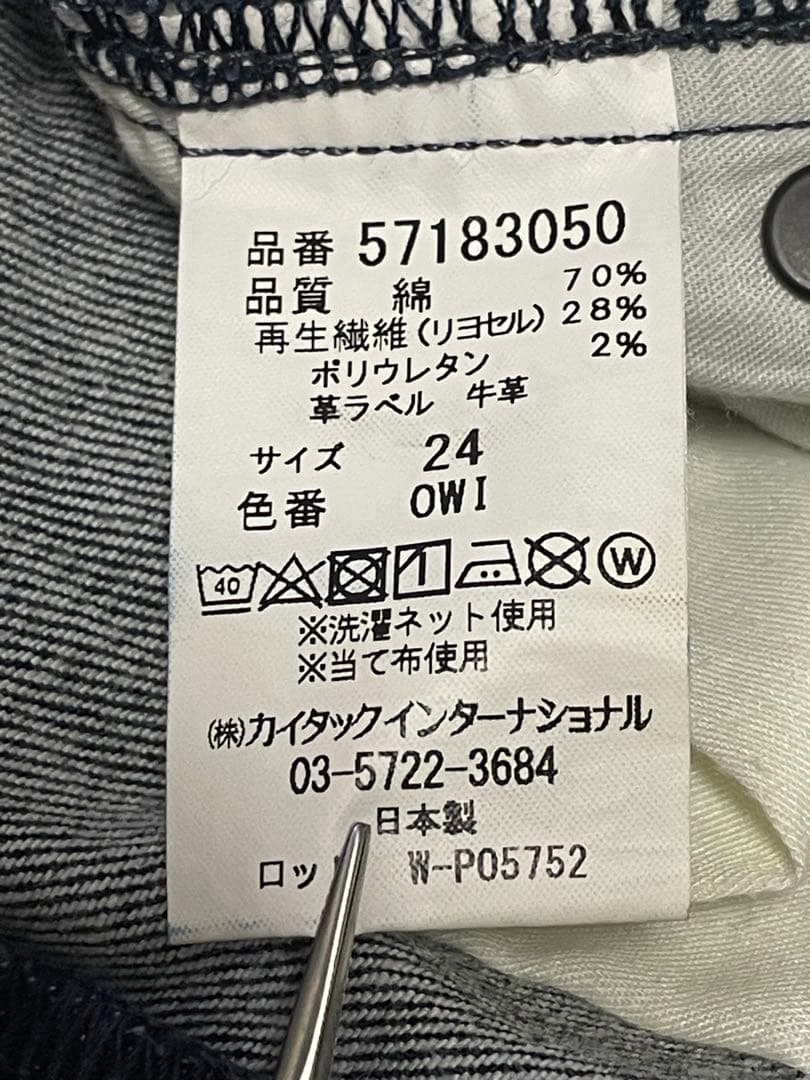 品番 57183050
品質 綿 70%
再生繊維(リヨセル) 28%
ポリウレタン 2%
革ラベル 牛革
サイズ 24
色番 OWI
40 W
※洗濯ネット使用
※当て布使用
(株)カイタックインターナショナル
03-5722-3684
日本製
W-P05752